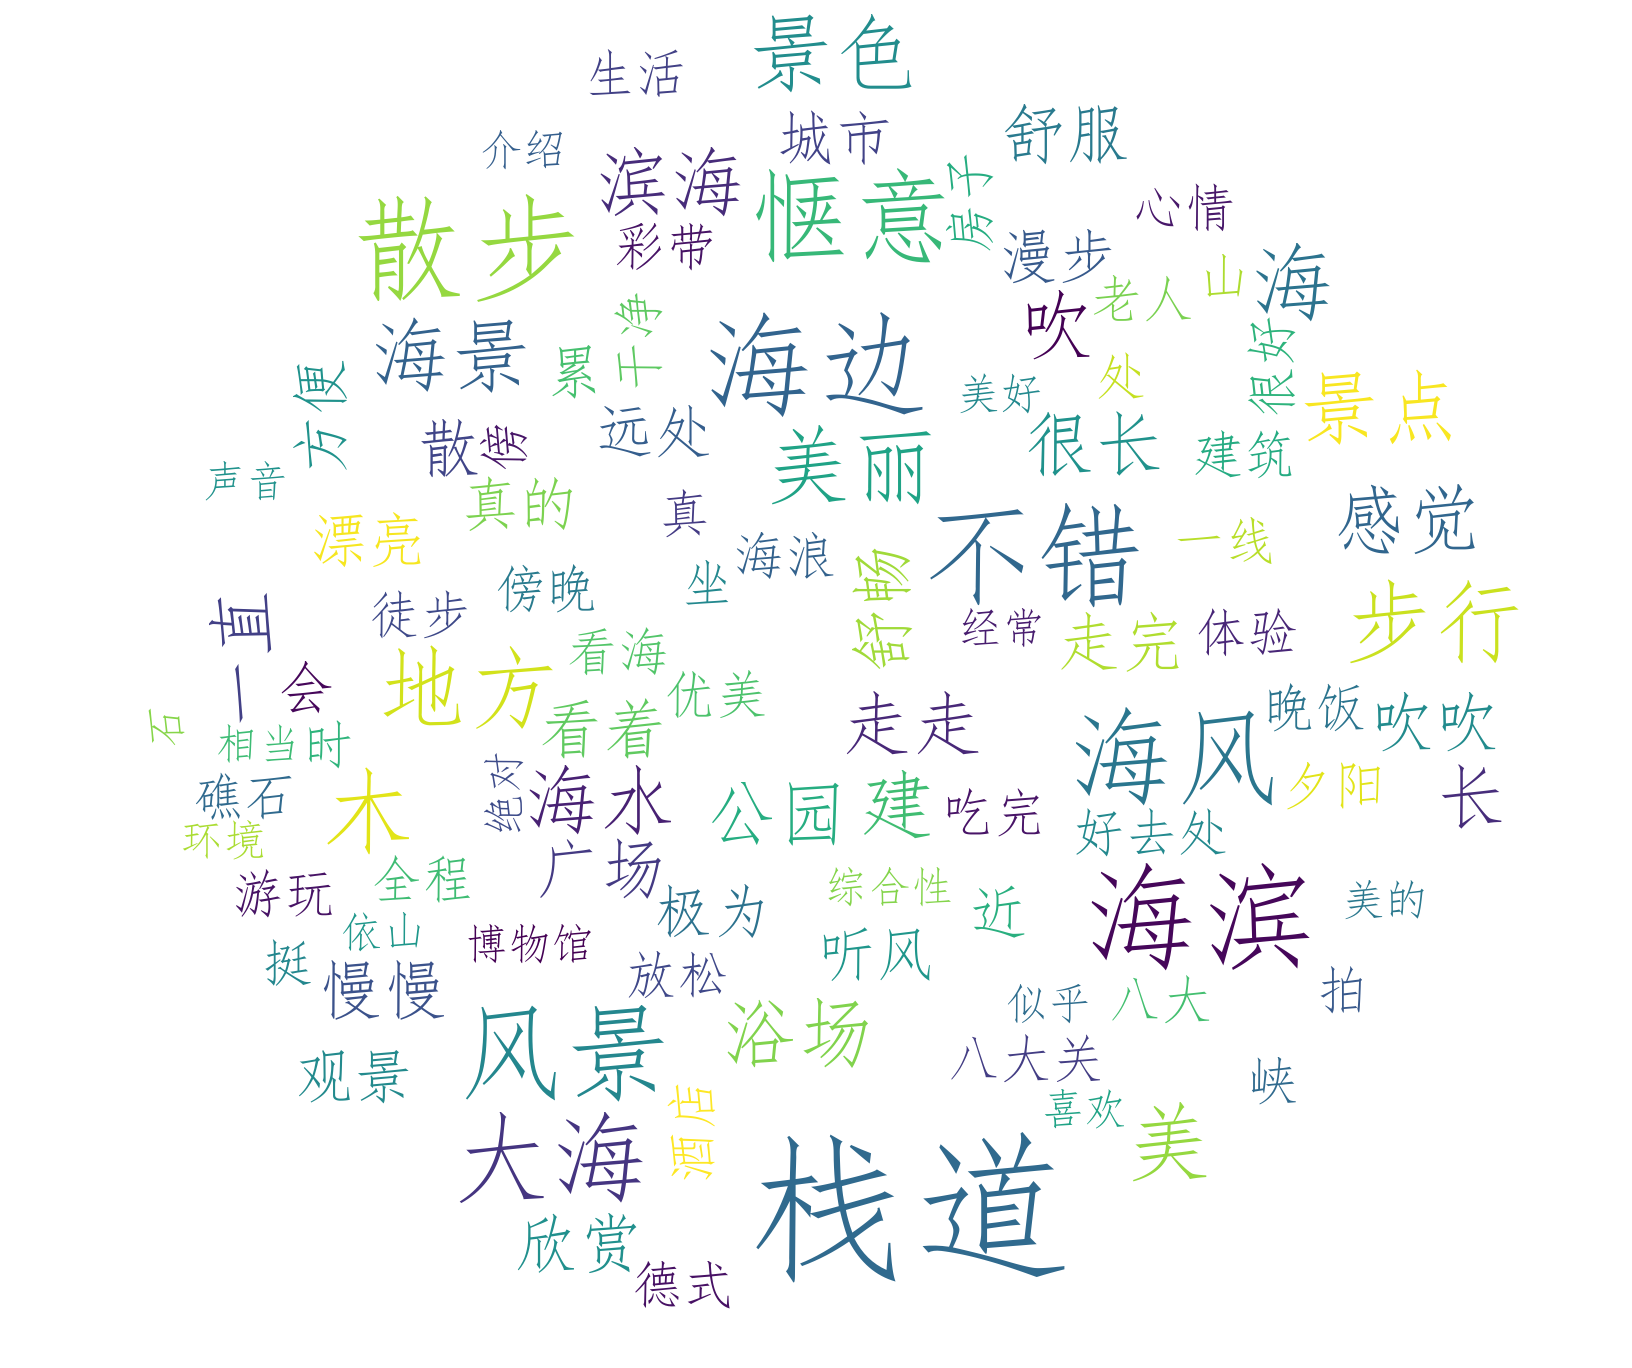 景色
生活
城市
舒服
介绍
滨海
惬意
房子
心情
散步
彩带
漫步
海
老人
山
吹
海景
累
干净
海边
美好
处
很好
景点
方便
散
傍
远处
美丽
很长
建筑
声音
漂亮
真的
真
海浪
不错
一线
感觉
一直
徒步
傍晚
坐
舒畅
经常
走完
体验
步行
会
地方
看海
看着
优美
走走
海风
晚饭
吹吹
石
相当时
礁石
木
绝对
海水
公园
建
吃完
好去处
夕阳
长
环境
游玩
全程
广场
极为
综合性
近
海滨
美的
依山
博物馆
听风
挺
慢慢
放松
风景
浴场
似乎
八大
拍
观景
八大关
峡
大海
酒店
喜欢
美
栈道
欣赏
德式